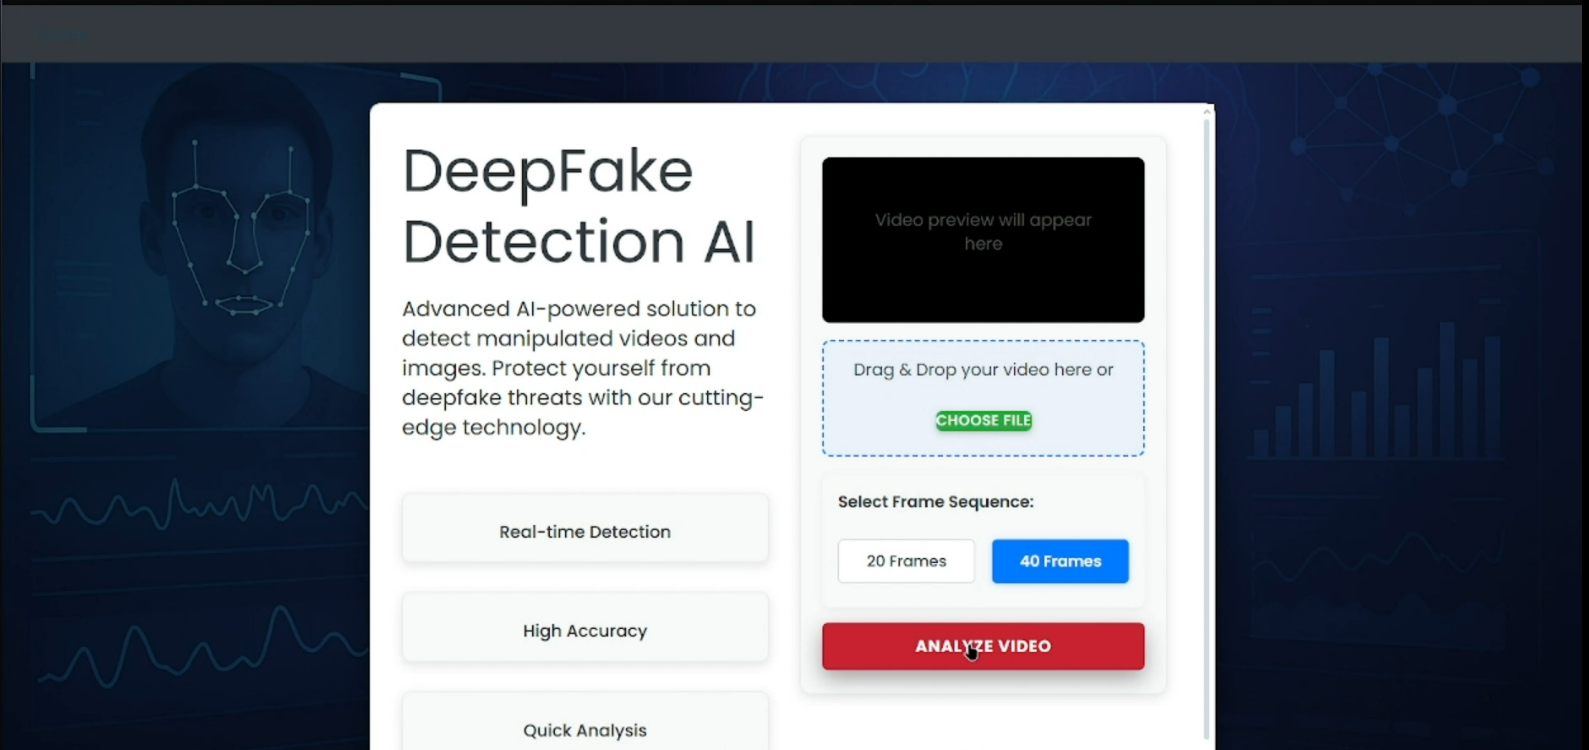 DeepFake
Detection AI
Advanced AI-powered solution to
detect manipulated videos and
images. Protect yourself from
deepfake threats with our cutting-
edge technology.
Real-time Detection
High Accuracy
Quick Analysis
Video preview will appear
here
Drag & Drop your video here or
CHOOSE FILE
Select Frame Sequence:
20 Frames
40 Frames
ANALYZE VIDEO